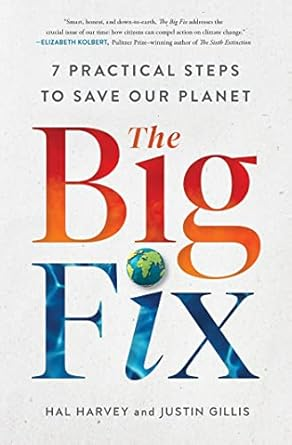 "Smart, honest, and down-to-earth, The Big Fix addresses the
crucial issue of our time: how citizens can compel action on climate change."
—ELIZABETH KOLBERT, Pulitzer Prize–winning author of The Sixth Extinction
7 PRACTICAL STEPS
TO SAVE OUR PLANET
The
Big
Fix
HAL HARVEY and JUSTIN GILLIS